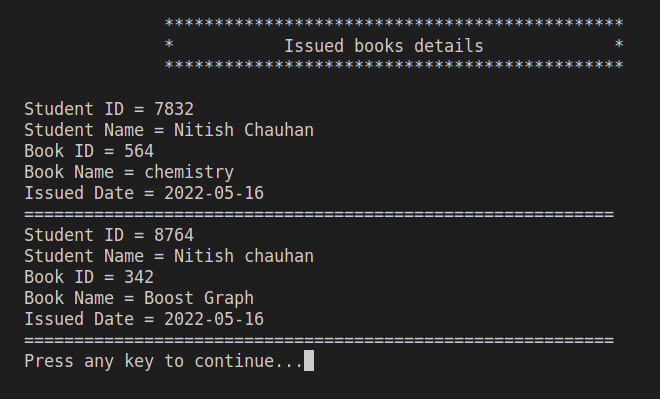 **********************************************
* Issued books details *
**********************************************
Student ID = 7832
Student Name = Nitish Chauhan
Book ID = 564
Book Name = chemistry
Issued Date = 2022-05-16
===========================================================
Student ID = 8764
Student Name = Nitish chauhan
Book ID = 342
Book Name = Boost Graph
Issued Date = 2022-05-16
===========================================================
Press any key to continue...